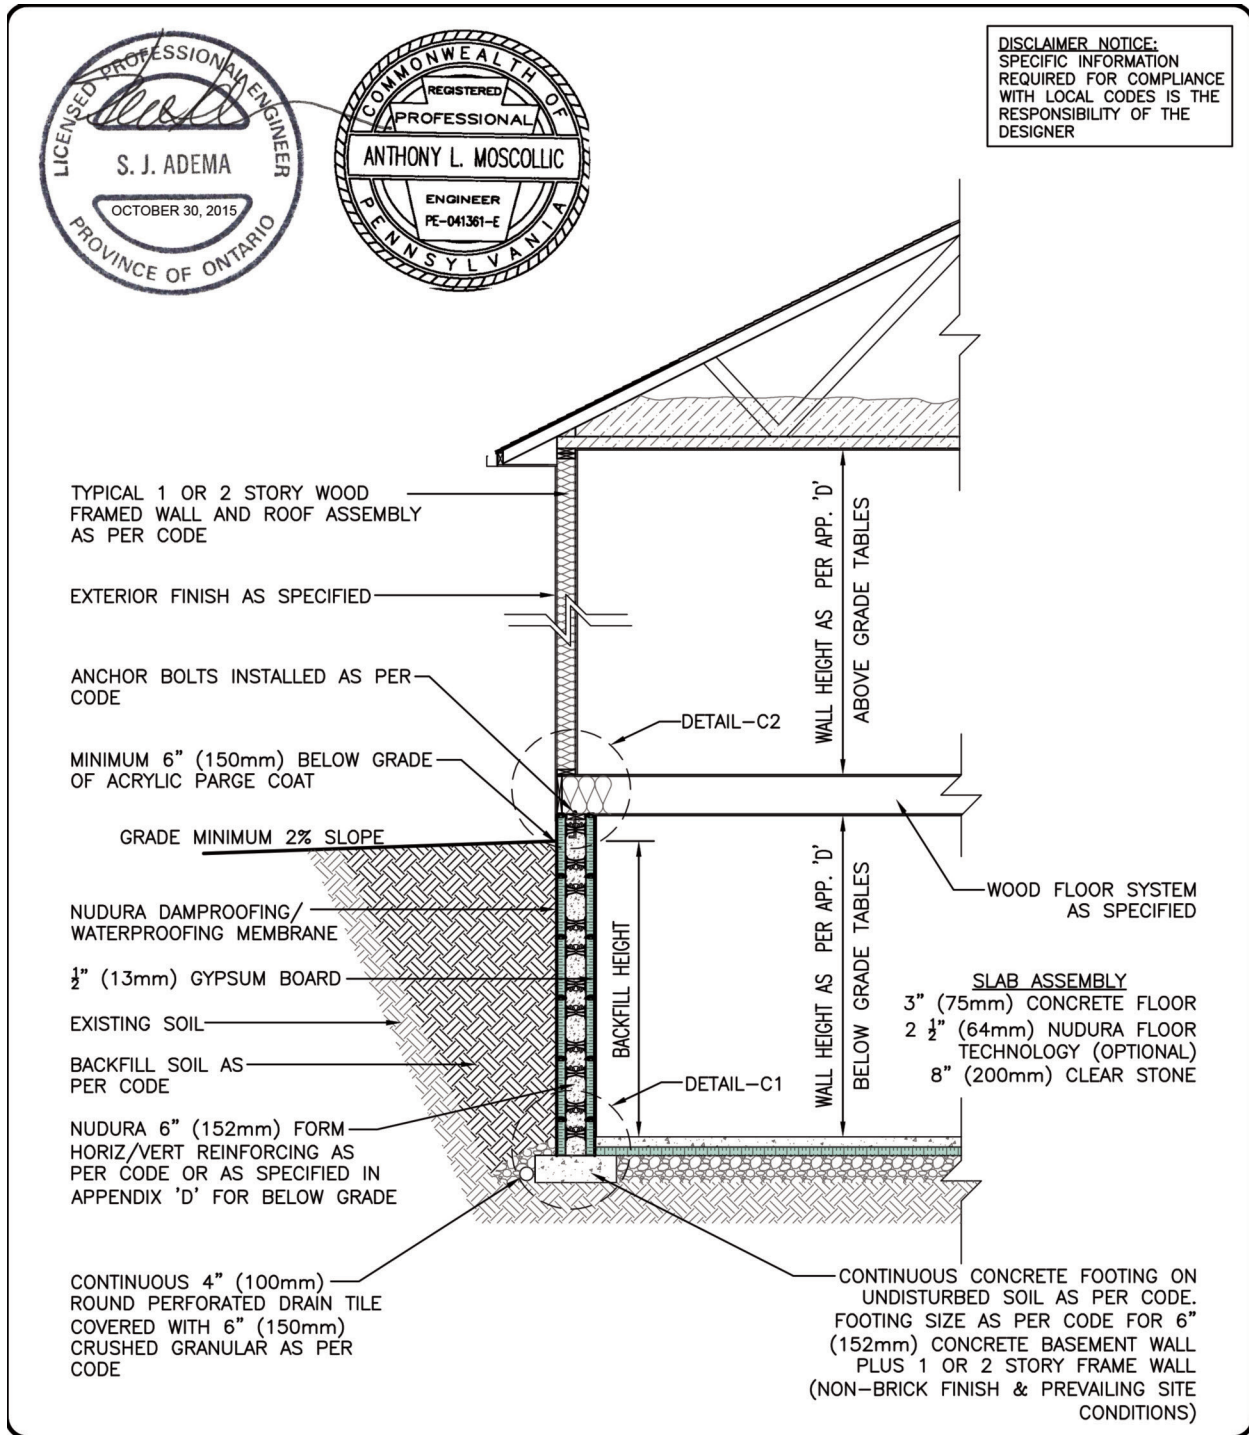 LICENSED PROFESSIONAL ENGINEER
S. J. ADEMA
OCTOBER 30, 2015
PROVINCE OF ONTARIO
COMMONWEALTH OF
REGISTERED
PROFESSIONAL
ANTHONY L. MOSCOLLIC
ENGINEER
PE-041361-E
PENNSYLVANIA
DISCLAIMER NOTICE:
SPECIFIC INFORMATION
REQUIRED FOR COMPLIANCE
WITH LOCAL CODES IS THE
RESPONSIBILITY OF THE
DESIGNER
TYPICAL 1 OR 2 STORY WOOD
FRAMED WALL AND ROOF ASSEMBLY
AS PER CODE
EXTERIOR FINISH AS SPECIFIED
ANCHOR BOLTS INSTALLED AS PER
CODE
MINIMUM 6" (150mm) BELOW GRADE
OF ACRYLIC PARGE COAT
GRADE MINIMUM 2% SLOPE
NUDURA DAMPROOFING/
WATERPROOFING MEMBRANE
½" (13mm) GYPSUM BOARD
EXISTING SOIL
BACKFILL SOIL AS
PER CODE
NUDURA 6" (152mm) FORM
HORIZ/VERT REINFORCING AS
PER CODE OR AS SPECIFIED IN
APPENDIX 'D' FOR BELOW GRADE
CONTINUOUS 4" (100mm)
ROUND PERFORATED DRAIN TILE
COVERED WITH 6" (150mm)
CRUSHED GRANULAR AS PER
CODE
WALL HEIGHT AS PER APP. 'D'
ABOVE GRADE TABLES
DETAIL-C2
BACKFILL HEIGHT
WALL HEIGHT AS PER APP. 'D'
BELOW GRADE TABLES
DETAIL-C1
WOOD FLOOR SYSTEM
AS SPECIFIED
SLAB ASSEMBLY
3" (75mm) CONCRETE FLOOR
2 ½" (64mm) NUDURA FLOOR
TECHNOLOGY (OPTIONAL)
8" (200mm) CLEAR STONE
CONTINUOUS CONCRETE FOOTING ON
UNDISTURBED SOIL AS PER CODE.
FOOTING SIZE AS PER CODE FOR 6"
(152mm) CONCRETE BASEMENT WALL
PLUS 1 OR 2 STORY FRAME WALL
(NON-BRICK FINISH & PREVAILING SITE
CONDITIONS)